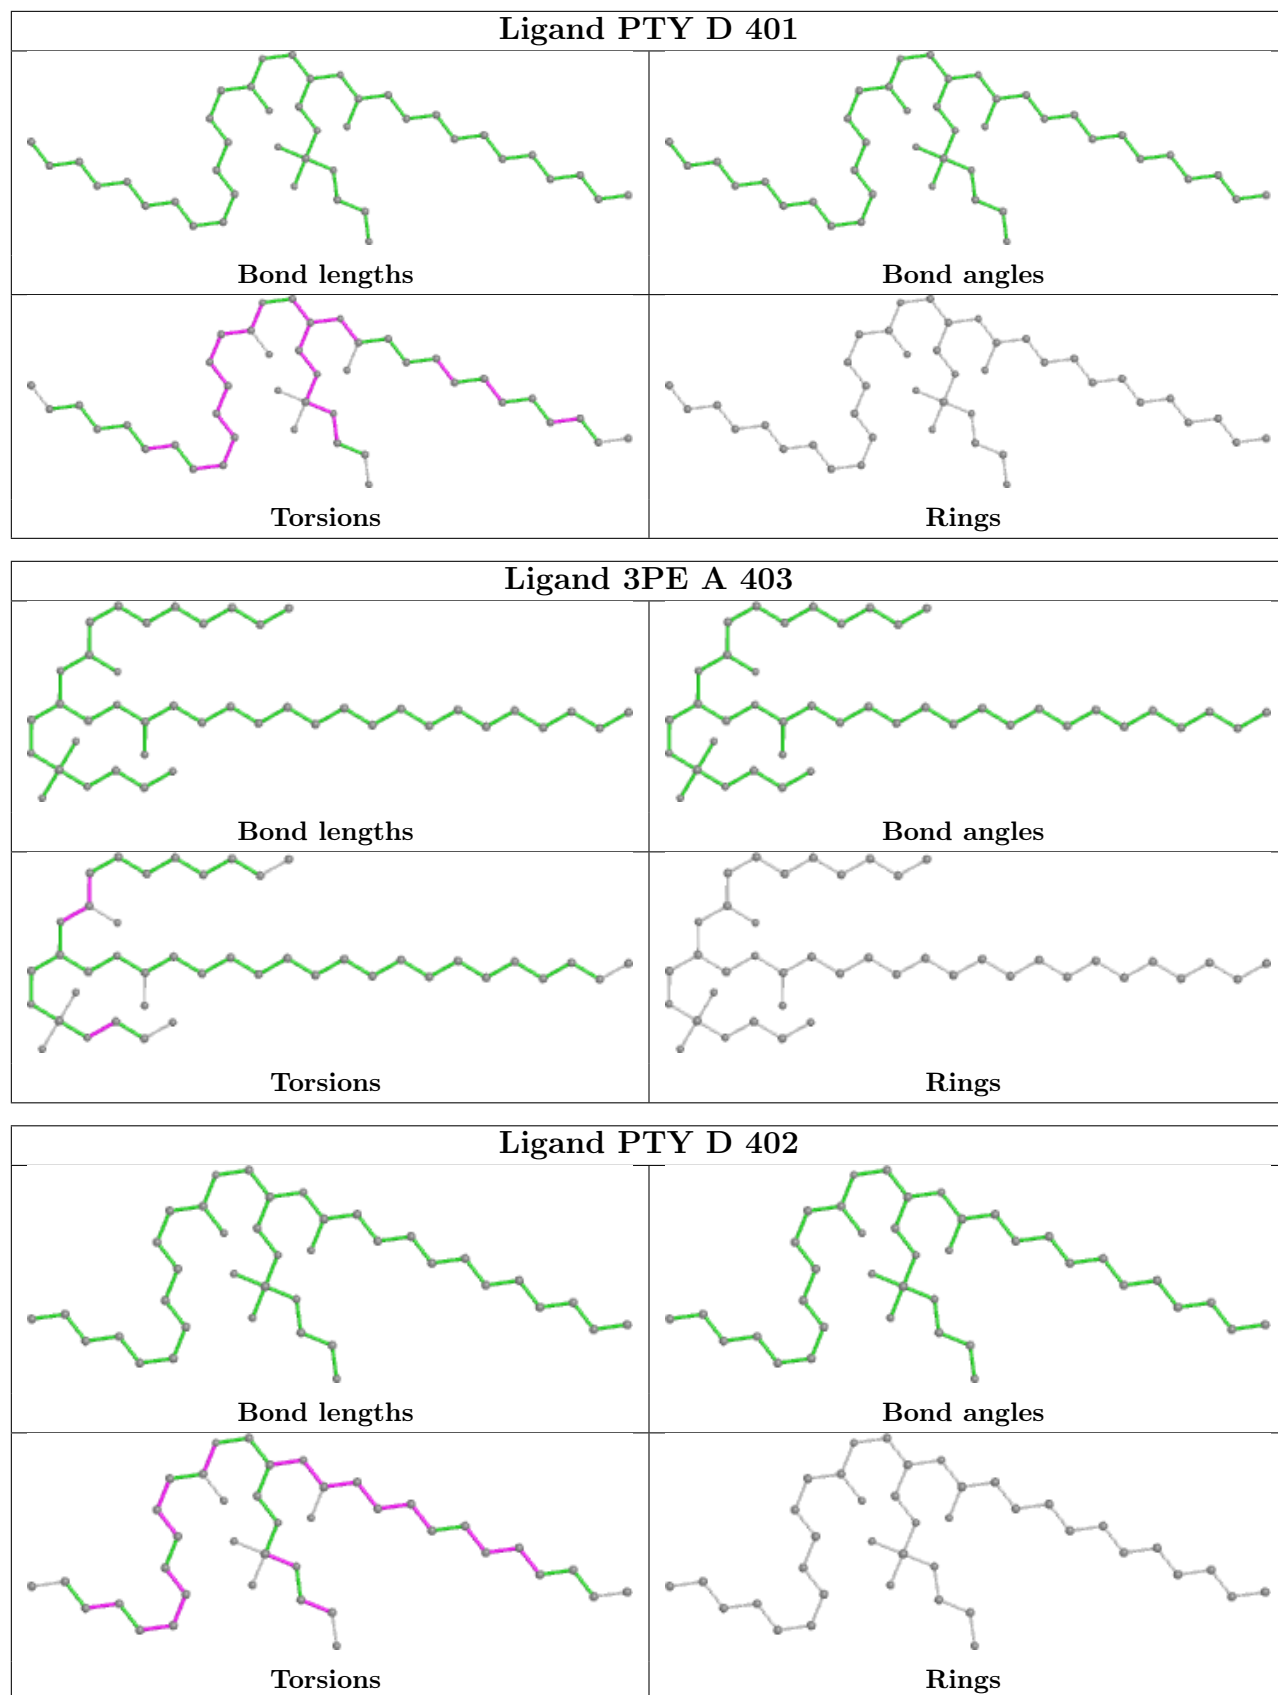 Ligand PTY D 401
Bond lengths
Bond angles
Torsions
Rings
Ligand 3PE A 403
Bond lengths
Bond angles
Torsions
Rings
Ligand PTY D 402
Bond lengths
Bond angles
Torsions
Rings